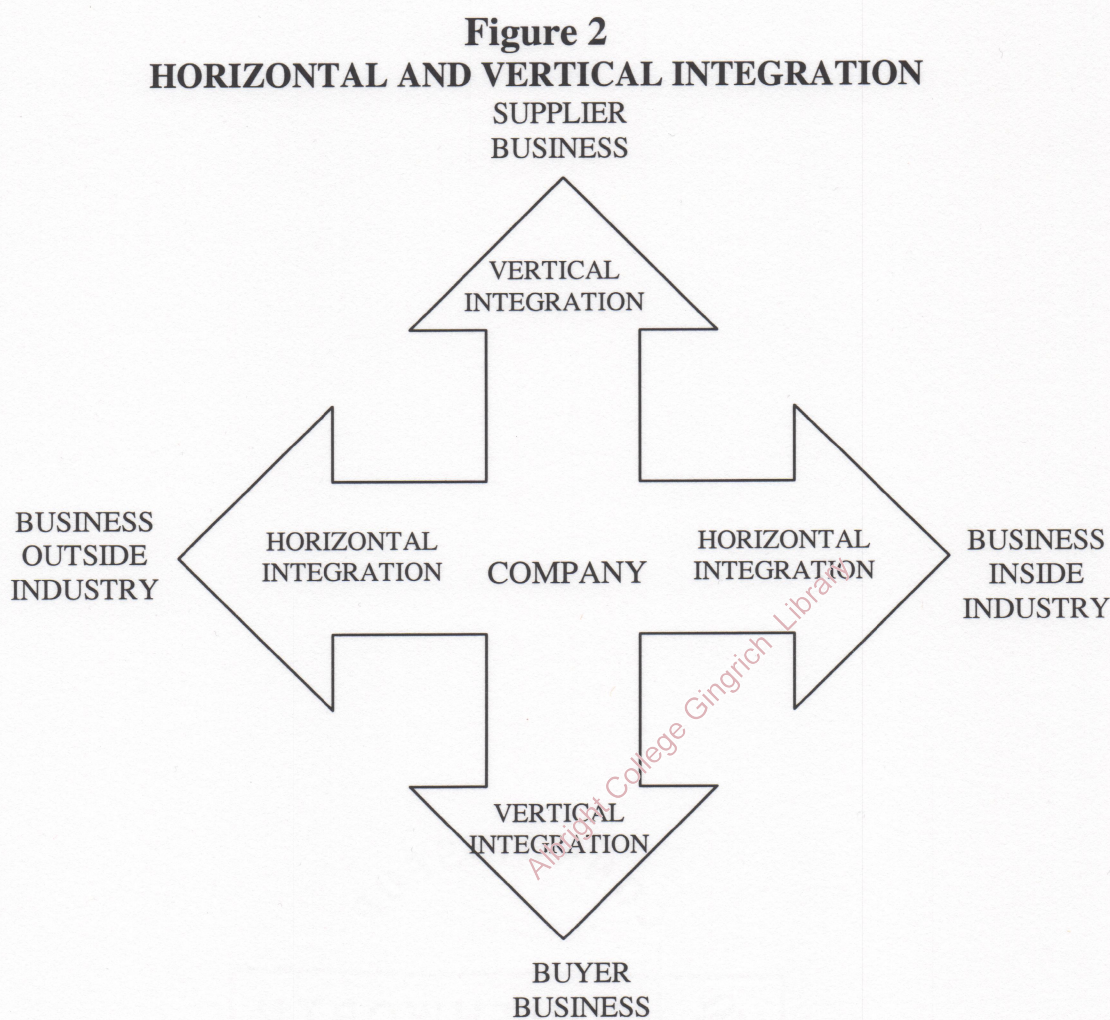 Figure 2
HORIZONTAL AND VERTICAL INTEGRATION
SUPPLIER
BUSINESS
VERTICAL
INTEGRATION
BUSINESS
OUTSIDE
INDUSTRY
HORIZONTAL
INTEGRATION
COMPANY
HORIZONTAL
INTEGRATION
BUSINESS
INSIDE
INDUSTRY
VERTICAL
INTEGRATION
BUYER
BUSINESS
Albright College Gingrich Library